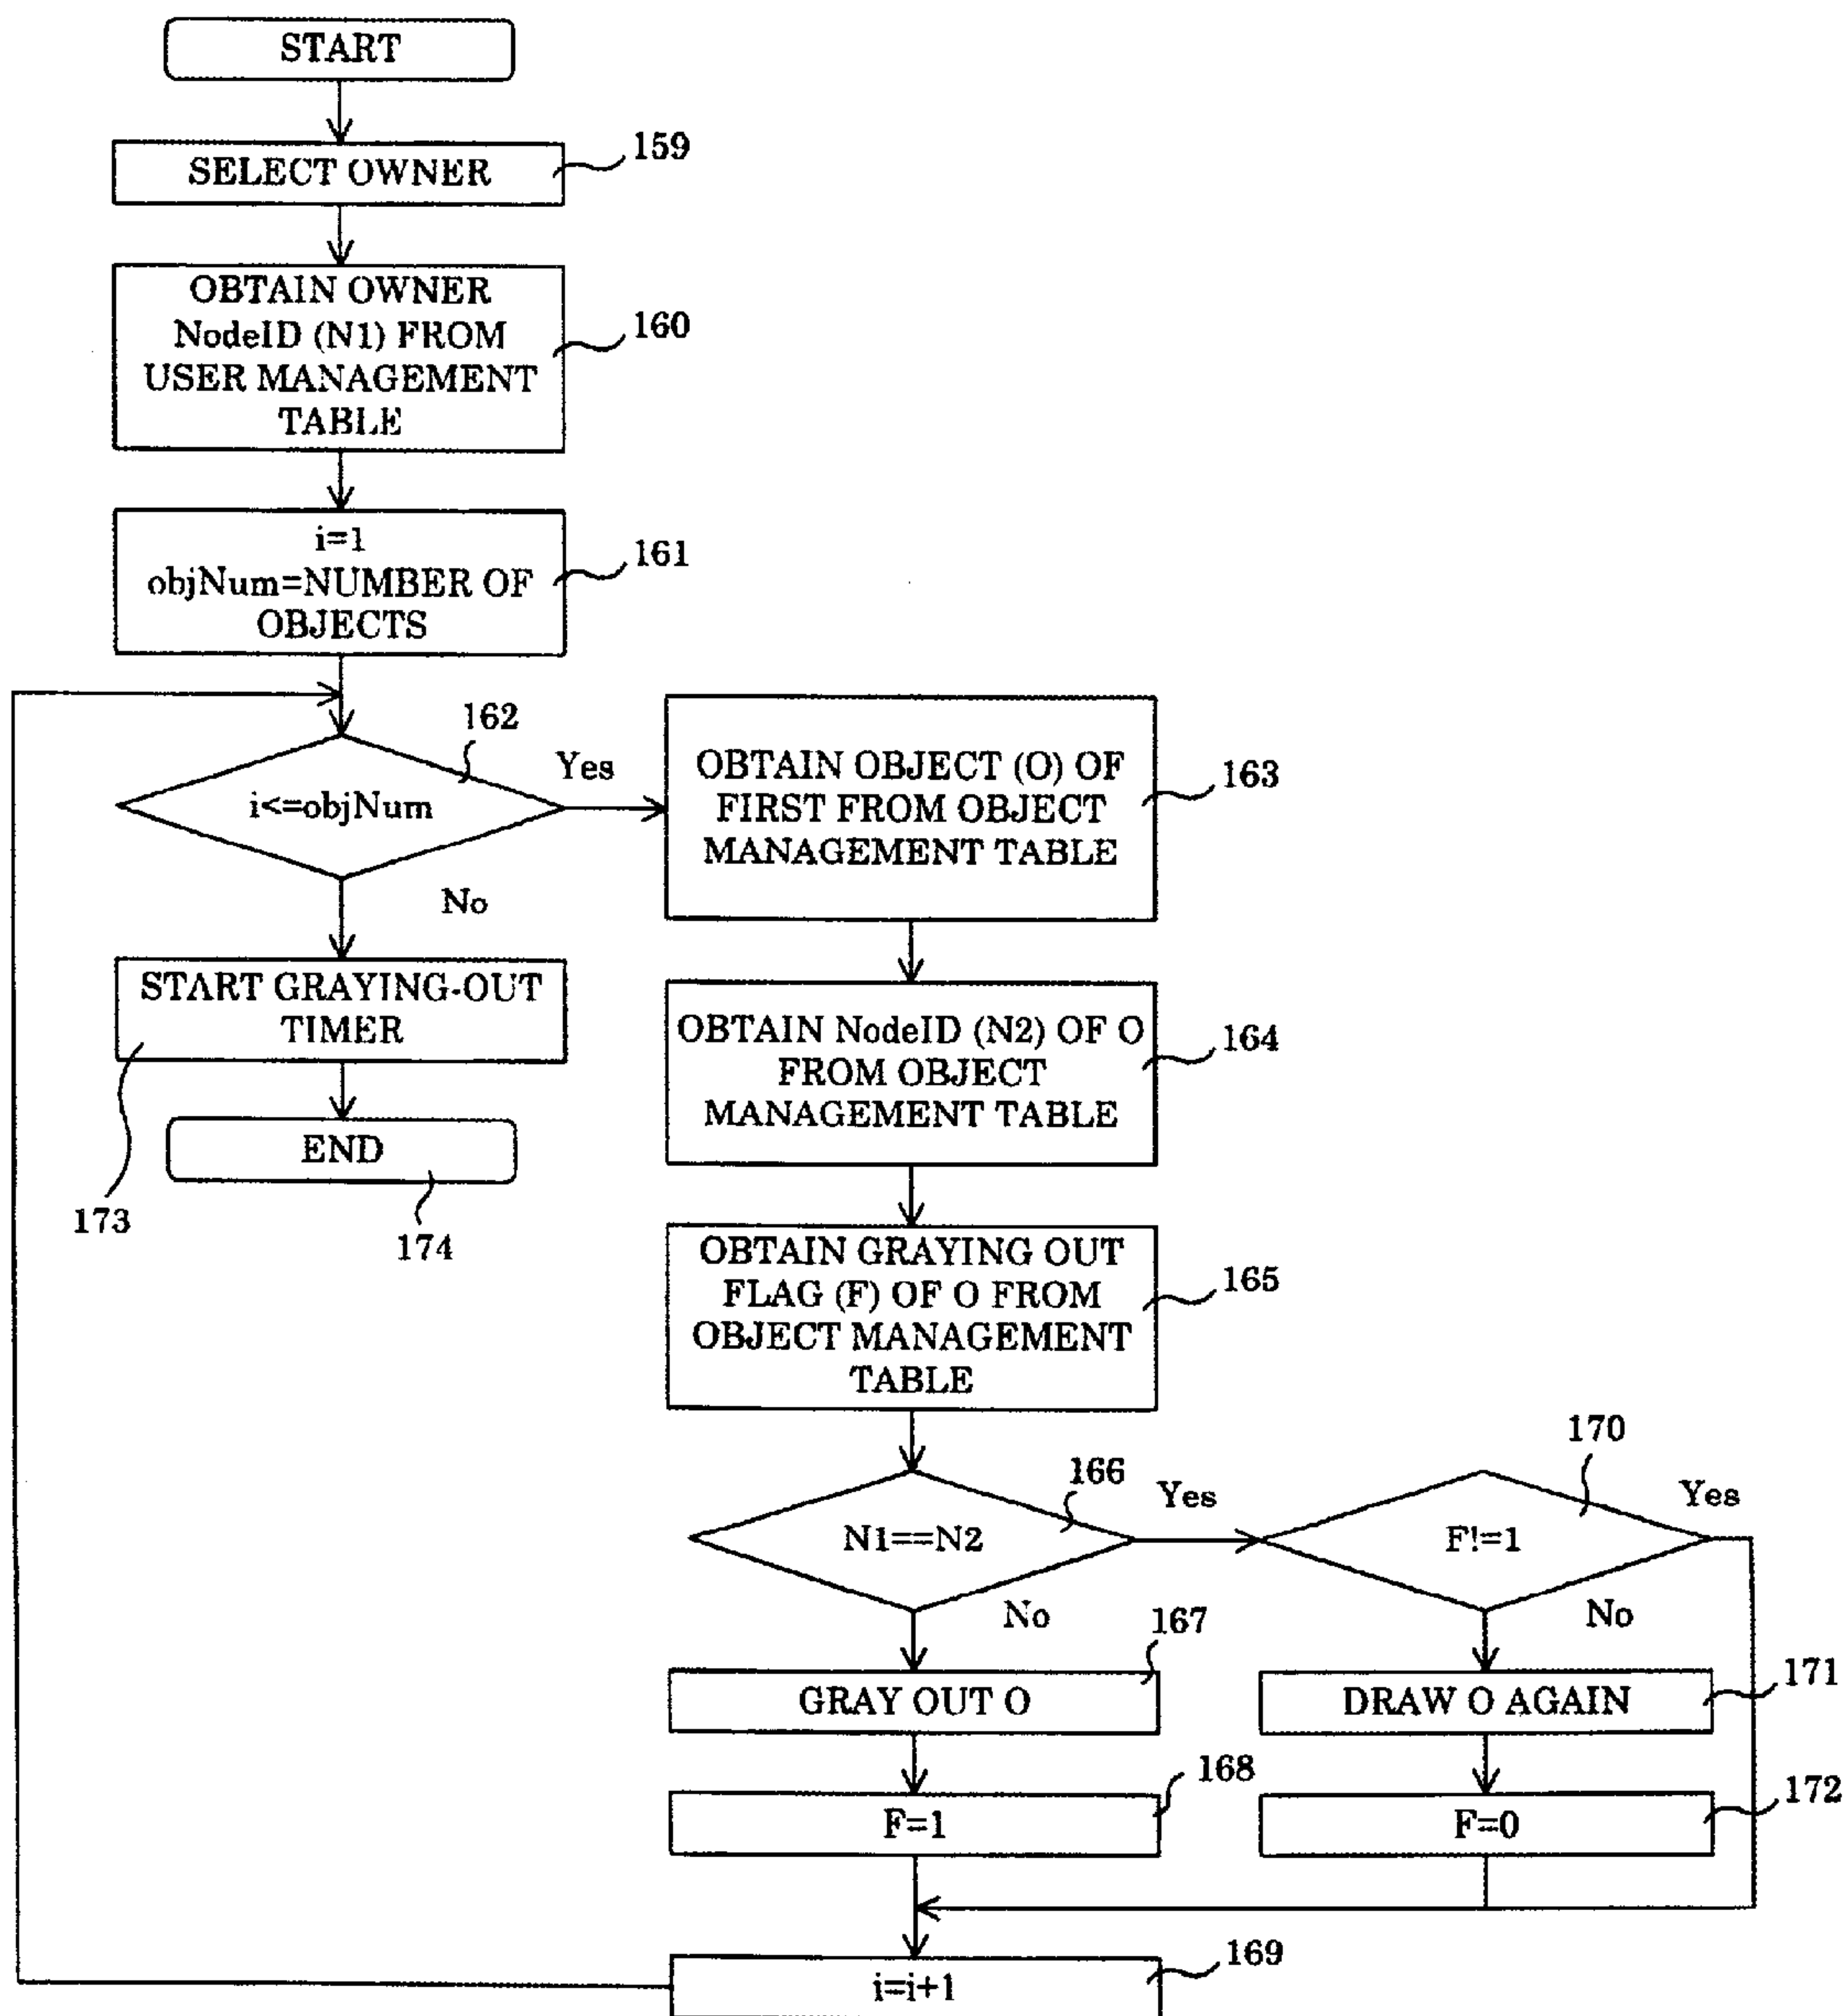 START
SELECT OWNER
159
OBTAIN OWNER
NodeID (N1) FROM
USER MANAGEMENT
TABLE
160
i=1
objNum=NUMBER OF
OBJECTS
161
162
i<=objNum
Yes
No
OBTAIN OBJECT (O) OF
FIRST FROM OBJECT
MANAGEMENT TABLE
163
START GRAYING-OUT
TIMER
173
END
174
OBTAIN NodeID (N2) OF O
FROM OBJECT
MANAGEMENT TABLE
164
OBTAIN GRAYING OUT
FLAG (F) OF O FROM
OBJECT MANAGEMENT
TABLE
165
166
N1==N2
Yes
No
170
F!=1
Yes
No
167
GRAY OUT O
DRAW O AGAIN
171
F=1
168
F=0
172
i=i+1
169